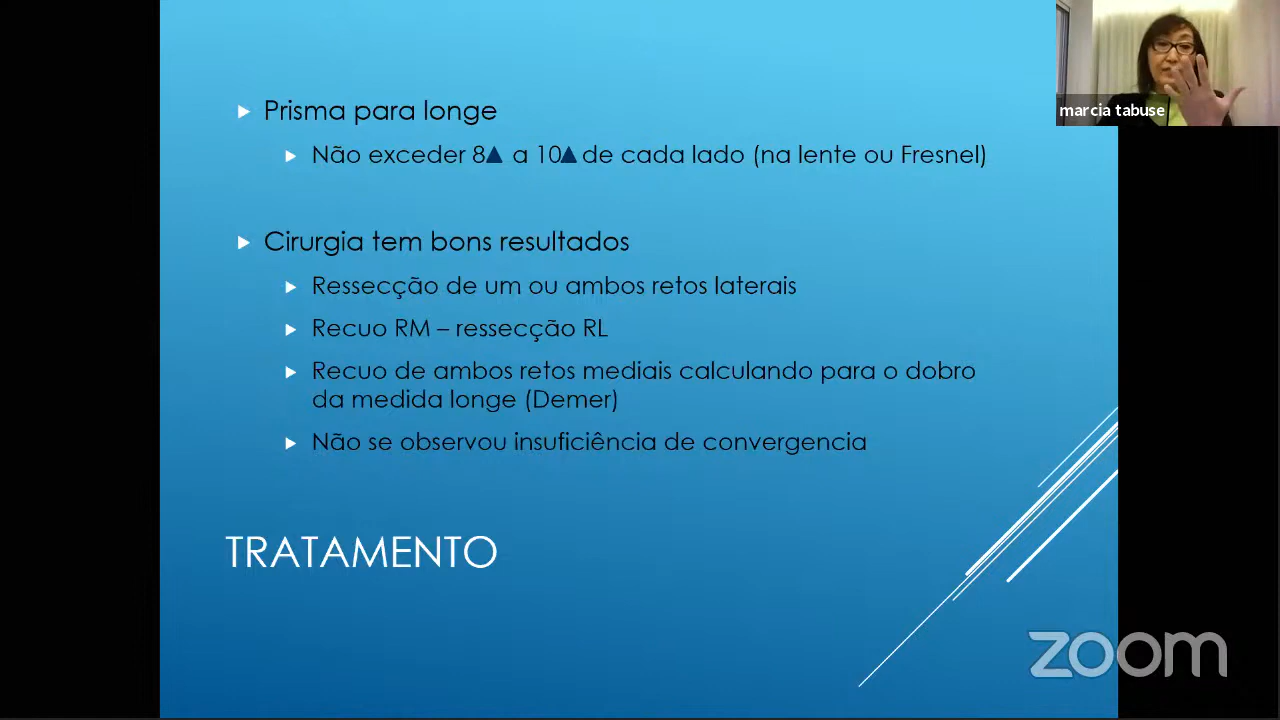 marcia tabuse
Prisma para longe
Não exceder 8▲ a 10▲ de cada lado (na lente ou Fresnel)
Cirurgia tem bons resultados
Ressecção de um ou ambos retos laterais
Recuo RM – ressecção RL
Recuo de ambos retos mediais calculando para o dobro
da medida longe (Demer)
Não se observou insuficiência de convergencia
TRATAMENTO
zoom